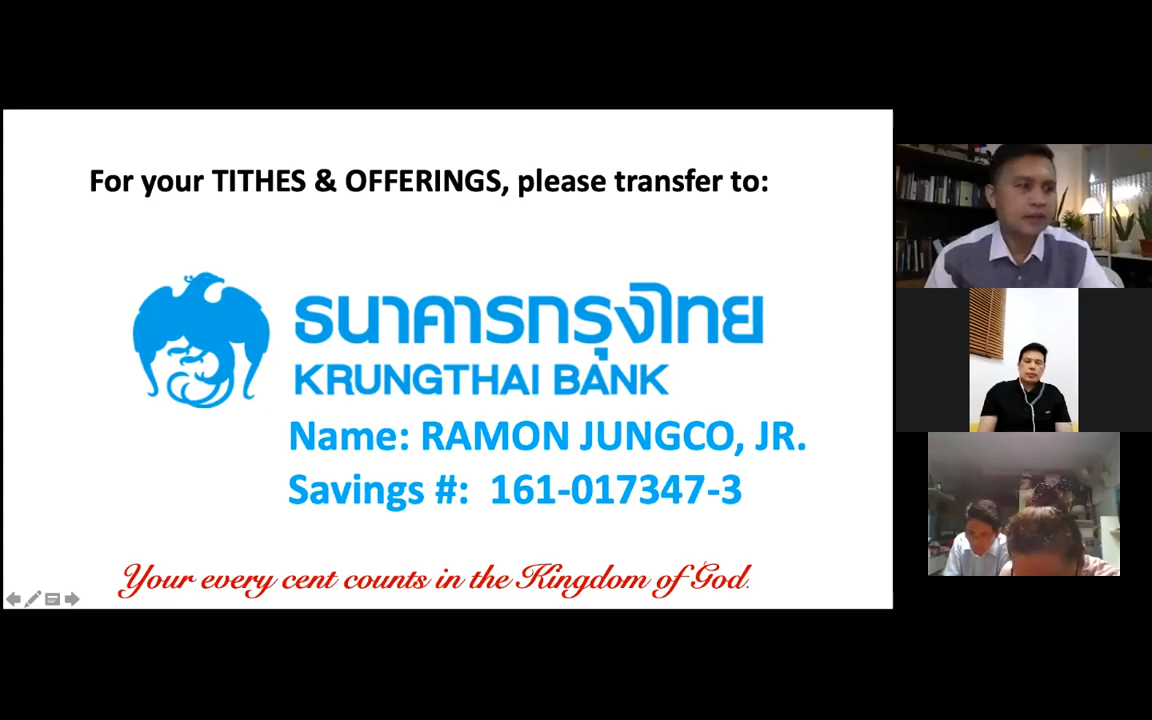 For your TITHES & OFFERINGS, please transfer to:
ธนาคารกรุงไทย
KRUNGTHAI BANK
Name: RAMON JUNGCO, JR.
Savings #: 161-017347-3
Your every cent counts in the Kingdom of God.